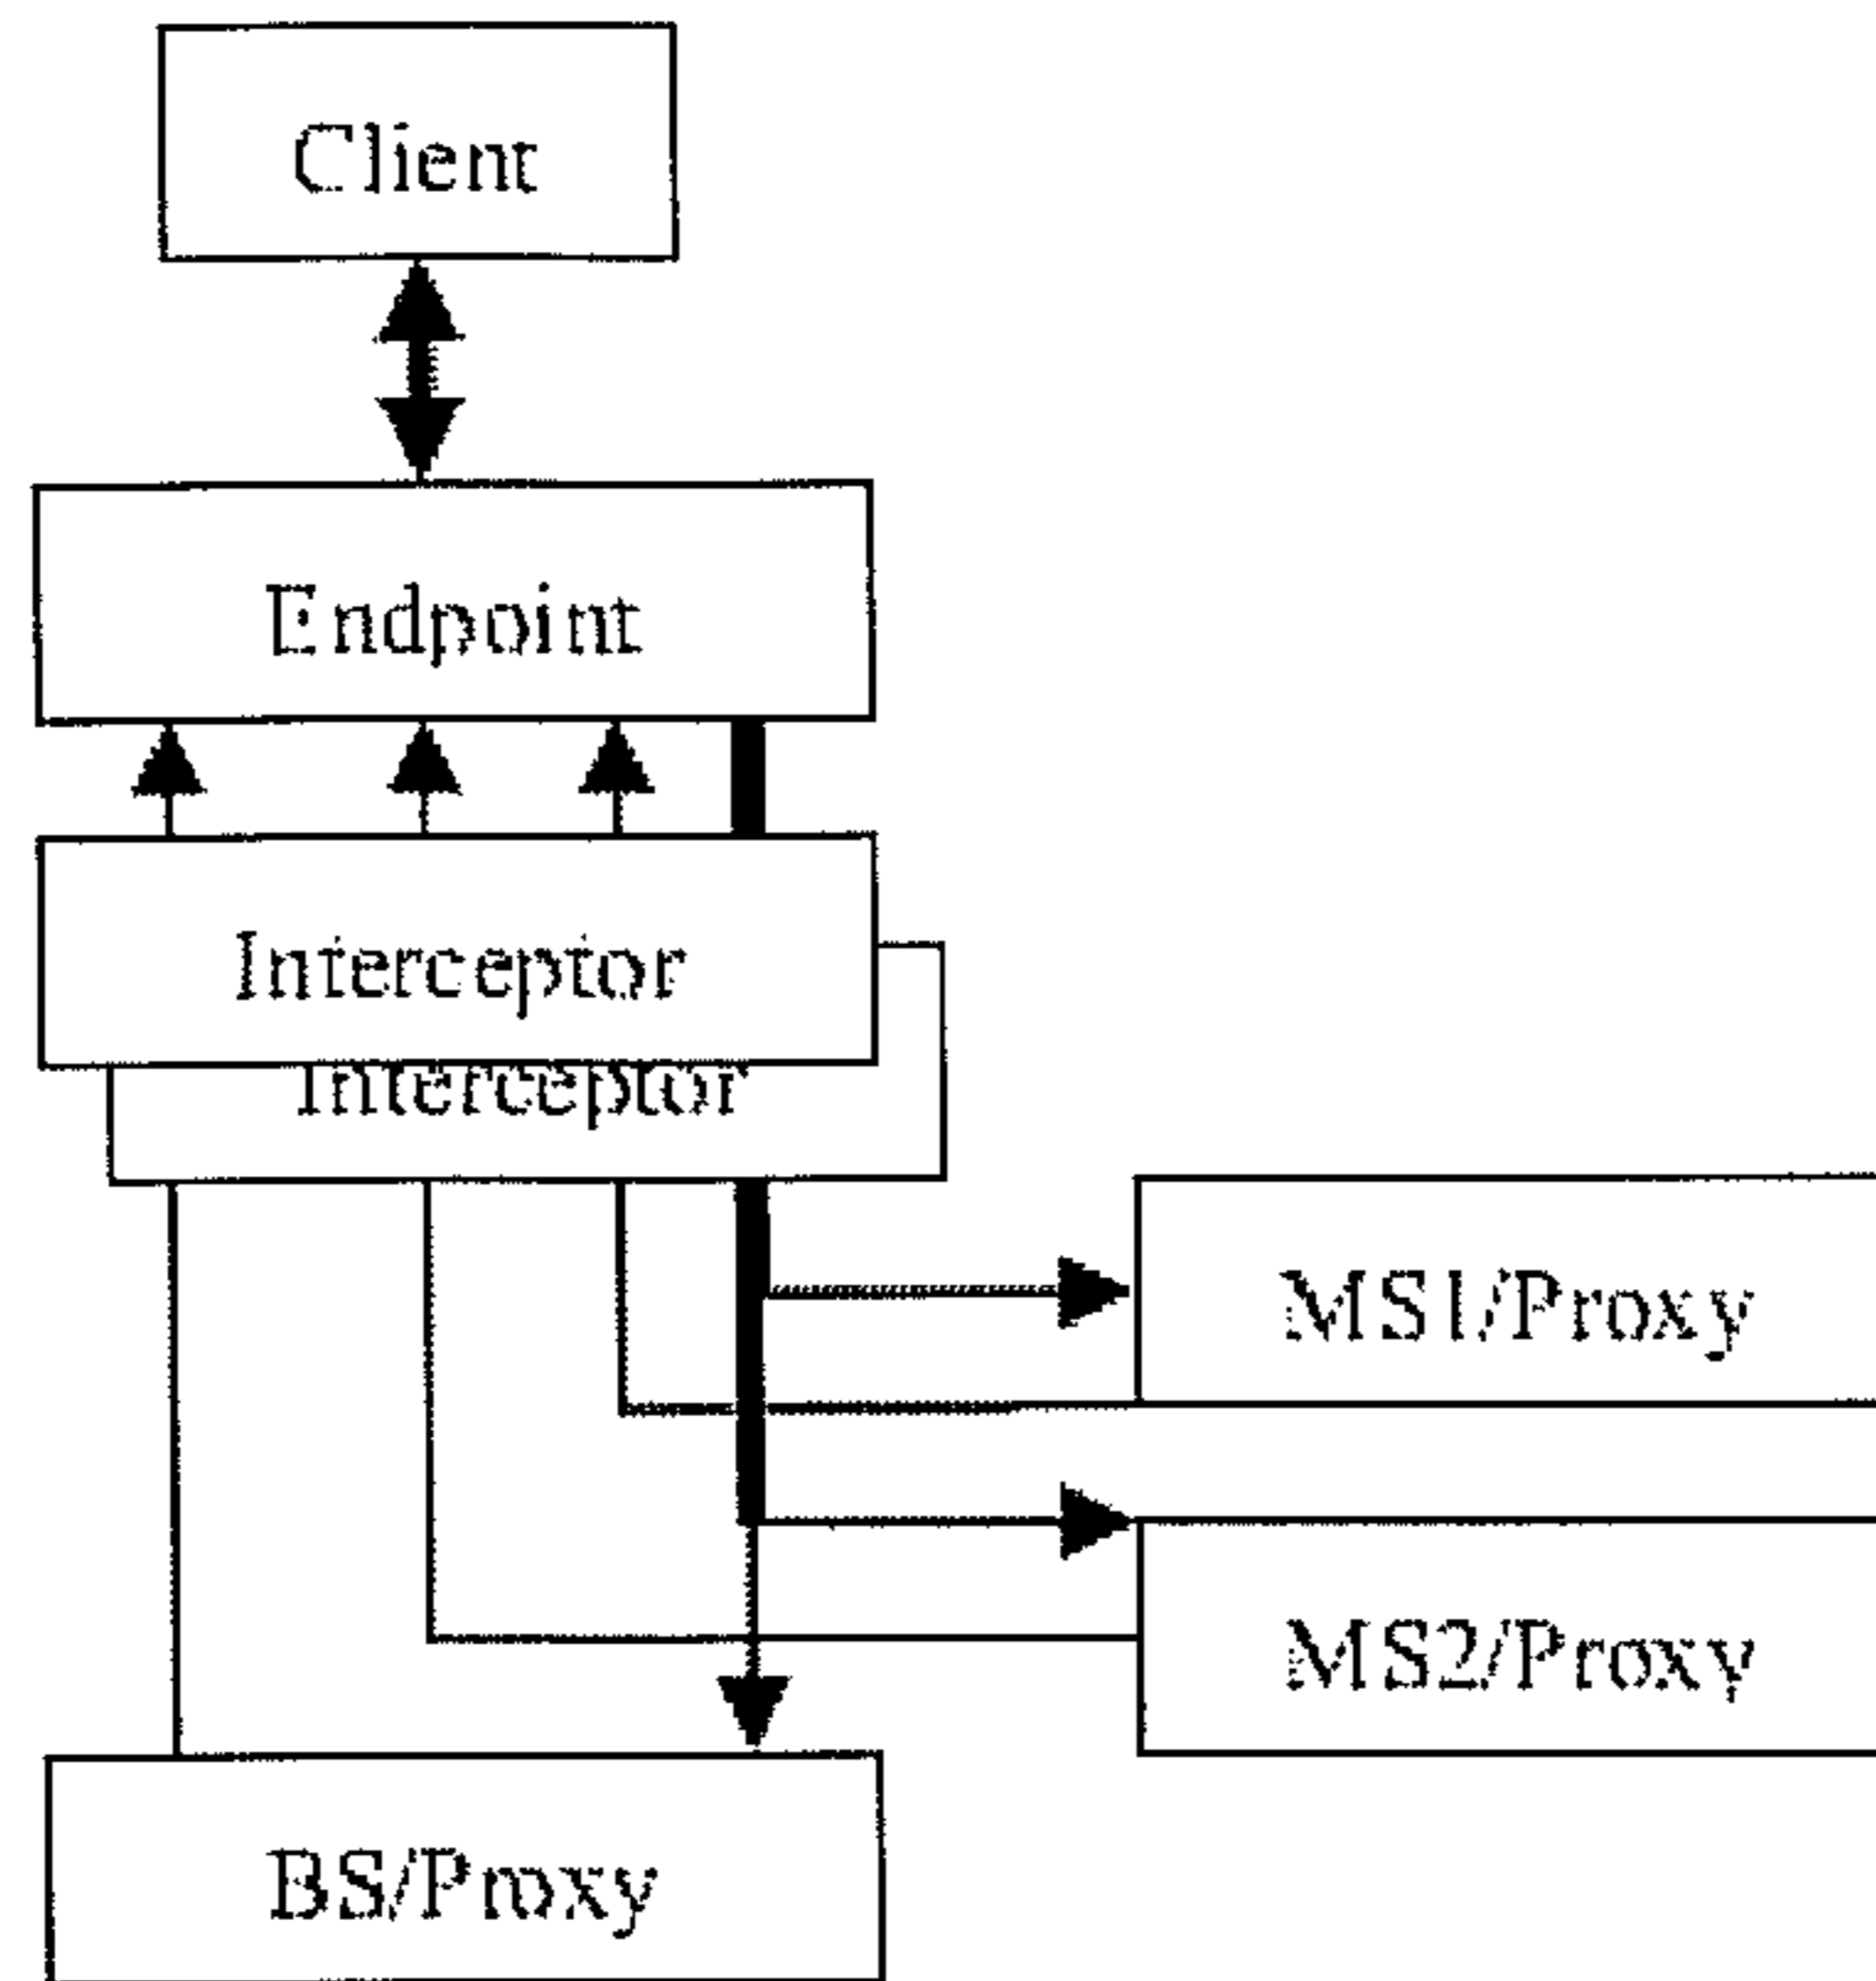 Client
Endpoint
Interceptor
Interceptor
MS1/Proxy
MS2/Proxy
BS/Proxy